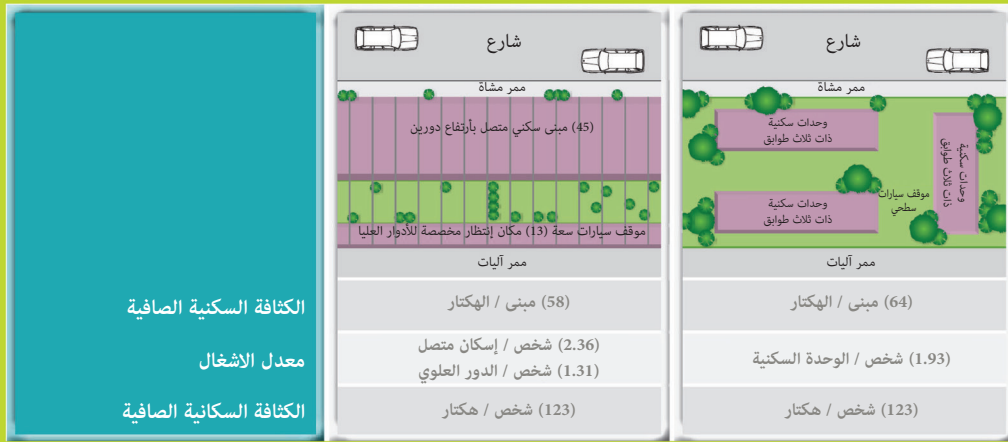 شارع
ممر مشاة
وحدات سكنية
ذات ثلاث طوابق
وحدات سكنية
ذات ثلاث طوابق
موقف سيارات
سطحي
وحدات سكنية
ذات ثلاث طوابق
ممر آليات
(64) مبنى / الهكتار
(1.93) شخص / الوحدة السكنية
(123) شخص / هكتار
شارع
ممر مشاة
(45) مبنى سكني متصل بأرتفاع دورين
موقف سيارات سعة (13) مكان إنتظار مخصصة للأدوار العليا
ممر آليات
(58) مبنى / الهكتار
(2.36) شخص / إسكان متصل
(1.31) شخص / الدور العلوي
(123) شخص / هكتار
الكثافة السكنية الصافية
معدل الاشغال
الكثافة السكانية الصافية